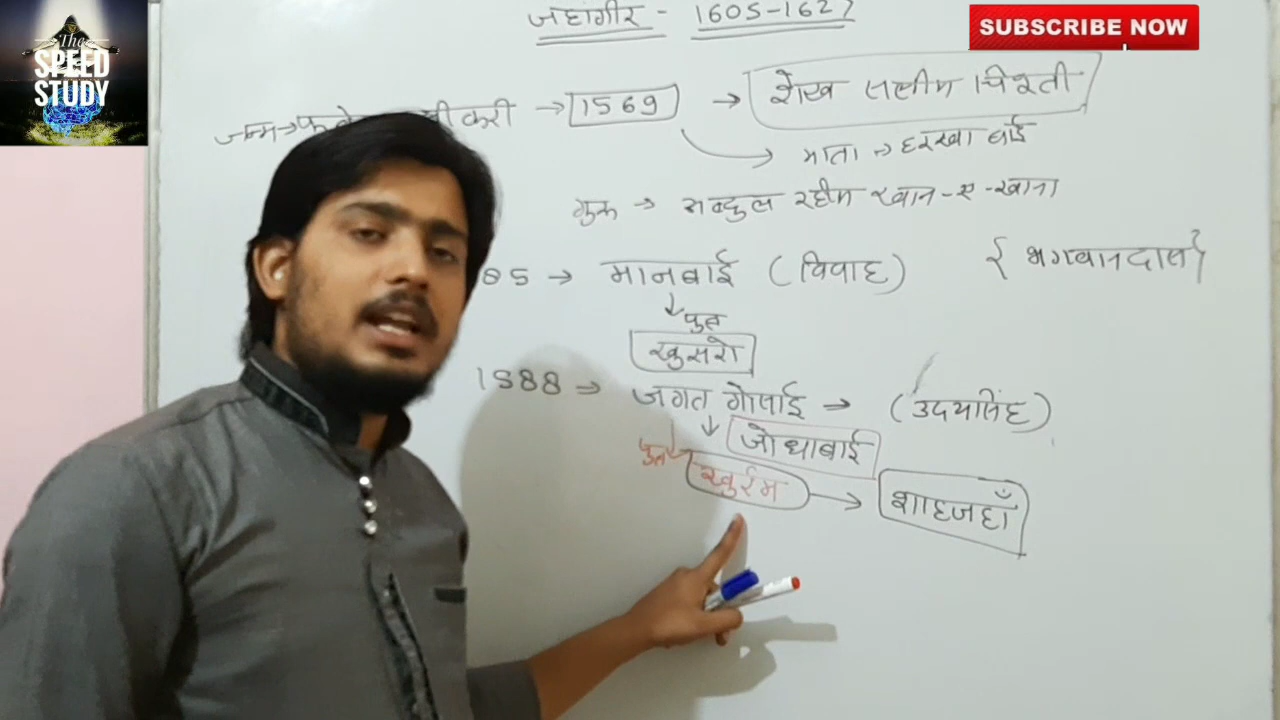 जहाँगीर - 1605-1627
SUBSCRIBE NOW
The
SPEED
STUDY
जन्म→ करी → 1569 → शेख सलीम चिश्ती
माता → हरखा बाई
गुरु → अब्दुल रहीम खान-ए-खाना
85 → मानबाई (विवाह) { भगवानदास }
↓ पुत्र
खुसरो
1588 → जगत गोसाई → (उदयसिंह)
↓ जोधाबाई
पुत्र खुर्रम → शाहजहाँ